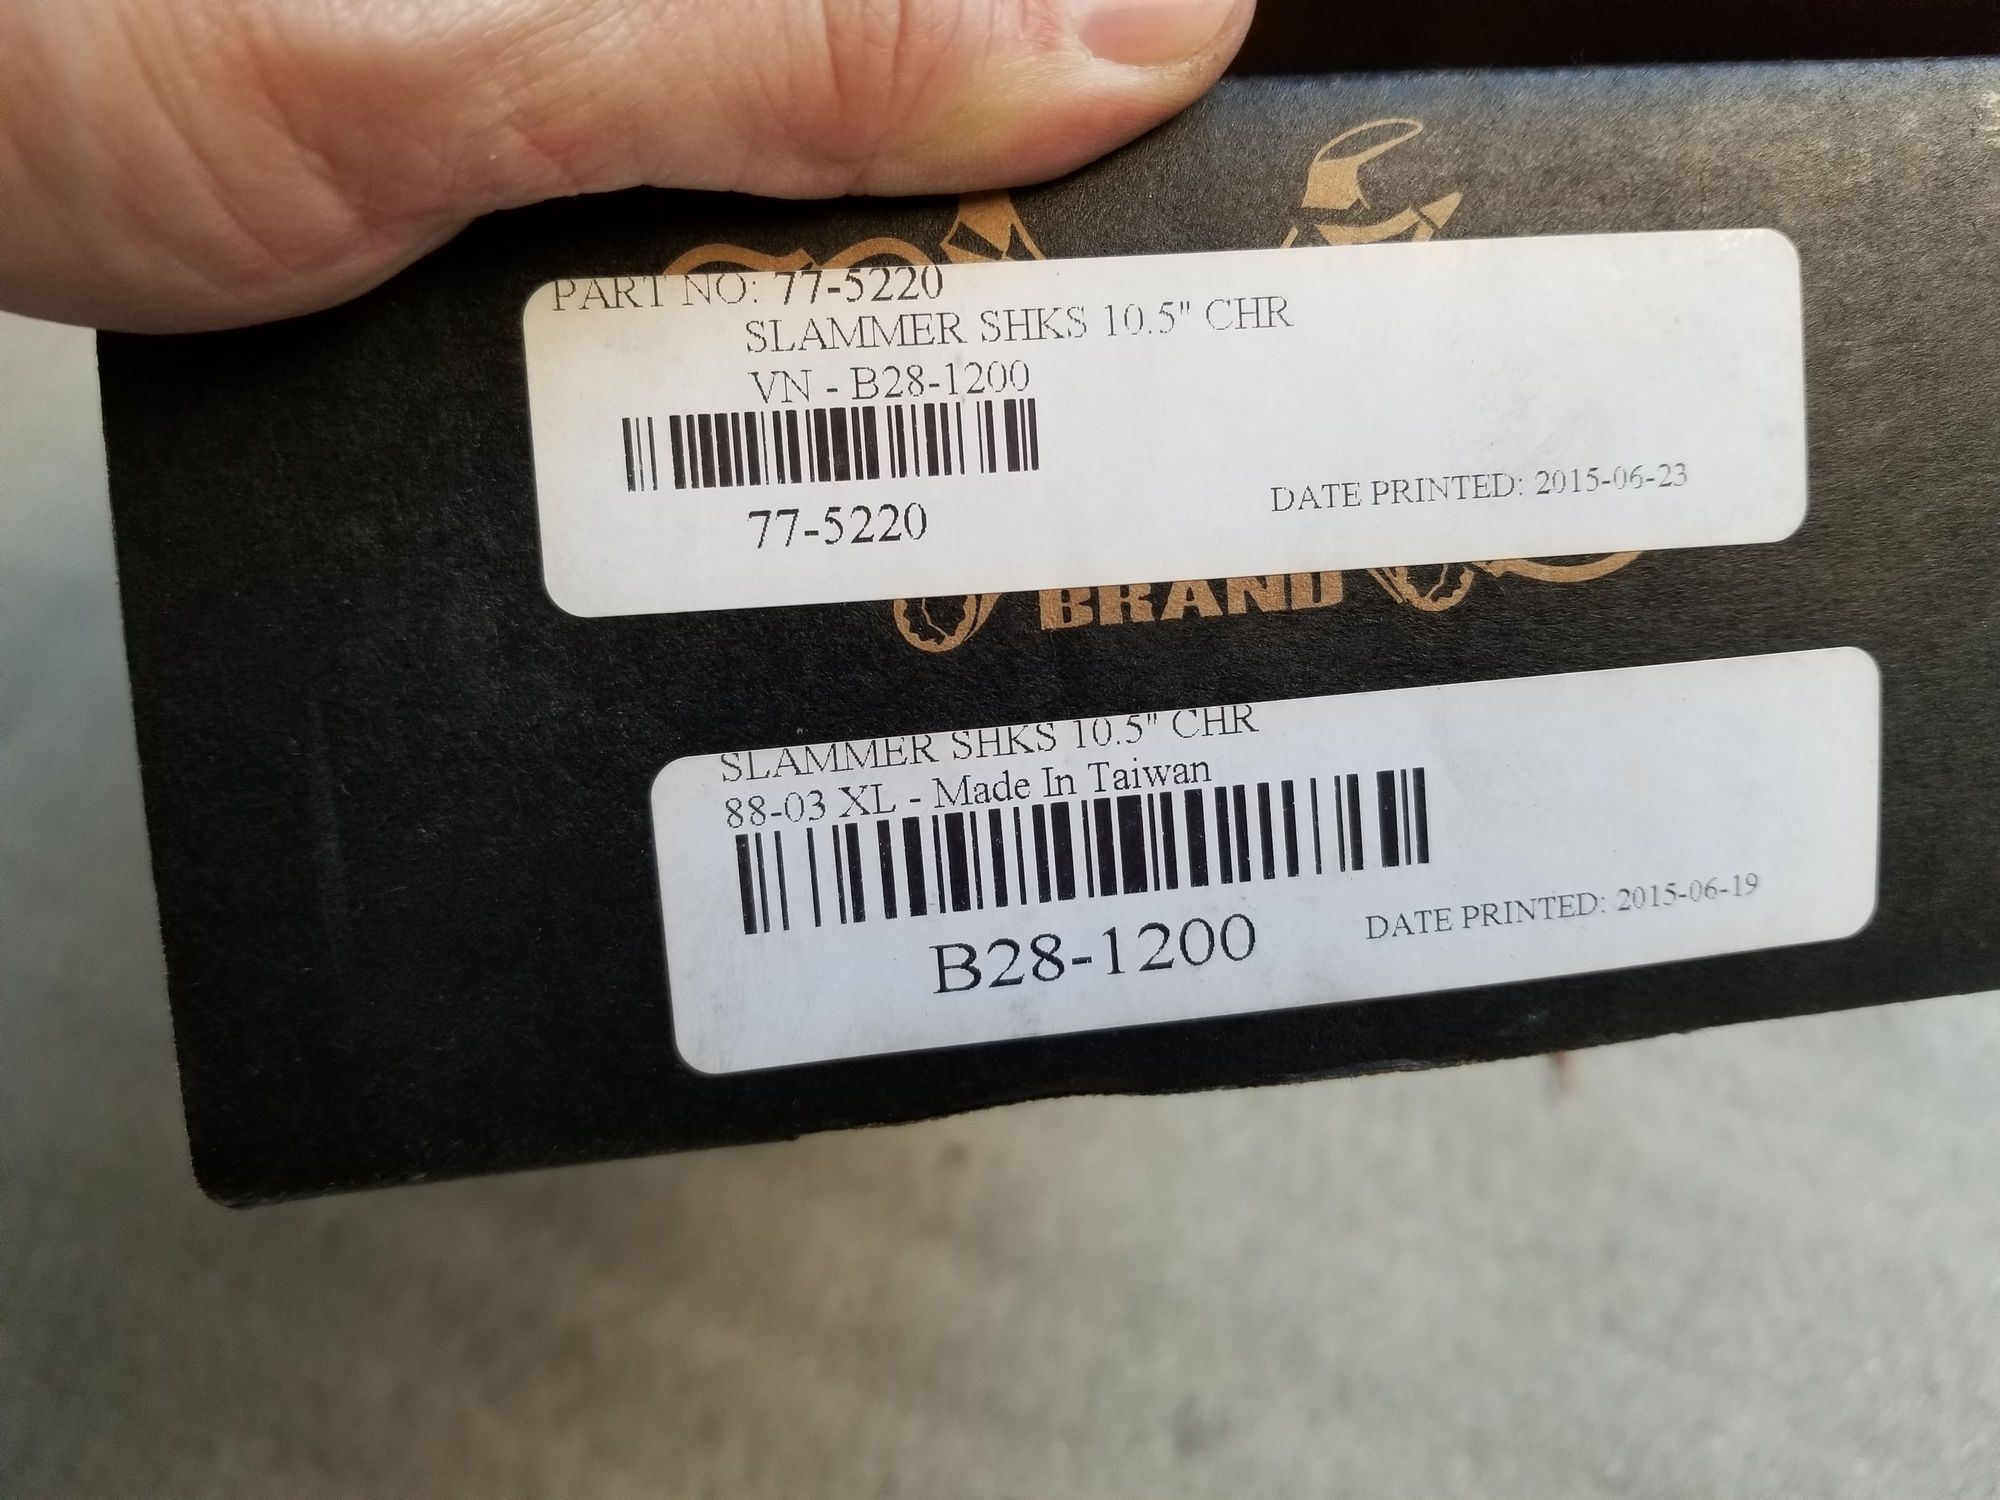 PART NO: 77-5220
SLAMMER SHKS 10.5" CHR
VN - B28-1200
77-5220
DATE PRINTED: 2015-06-23
BRAND
SLAMMER SHKS 10.5" CHR
88-03 XL - Made In Taiwan
B28-1200
DATE PRINTED: 2015-06-19